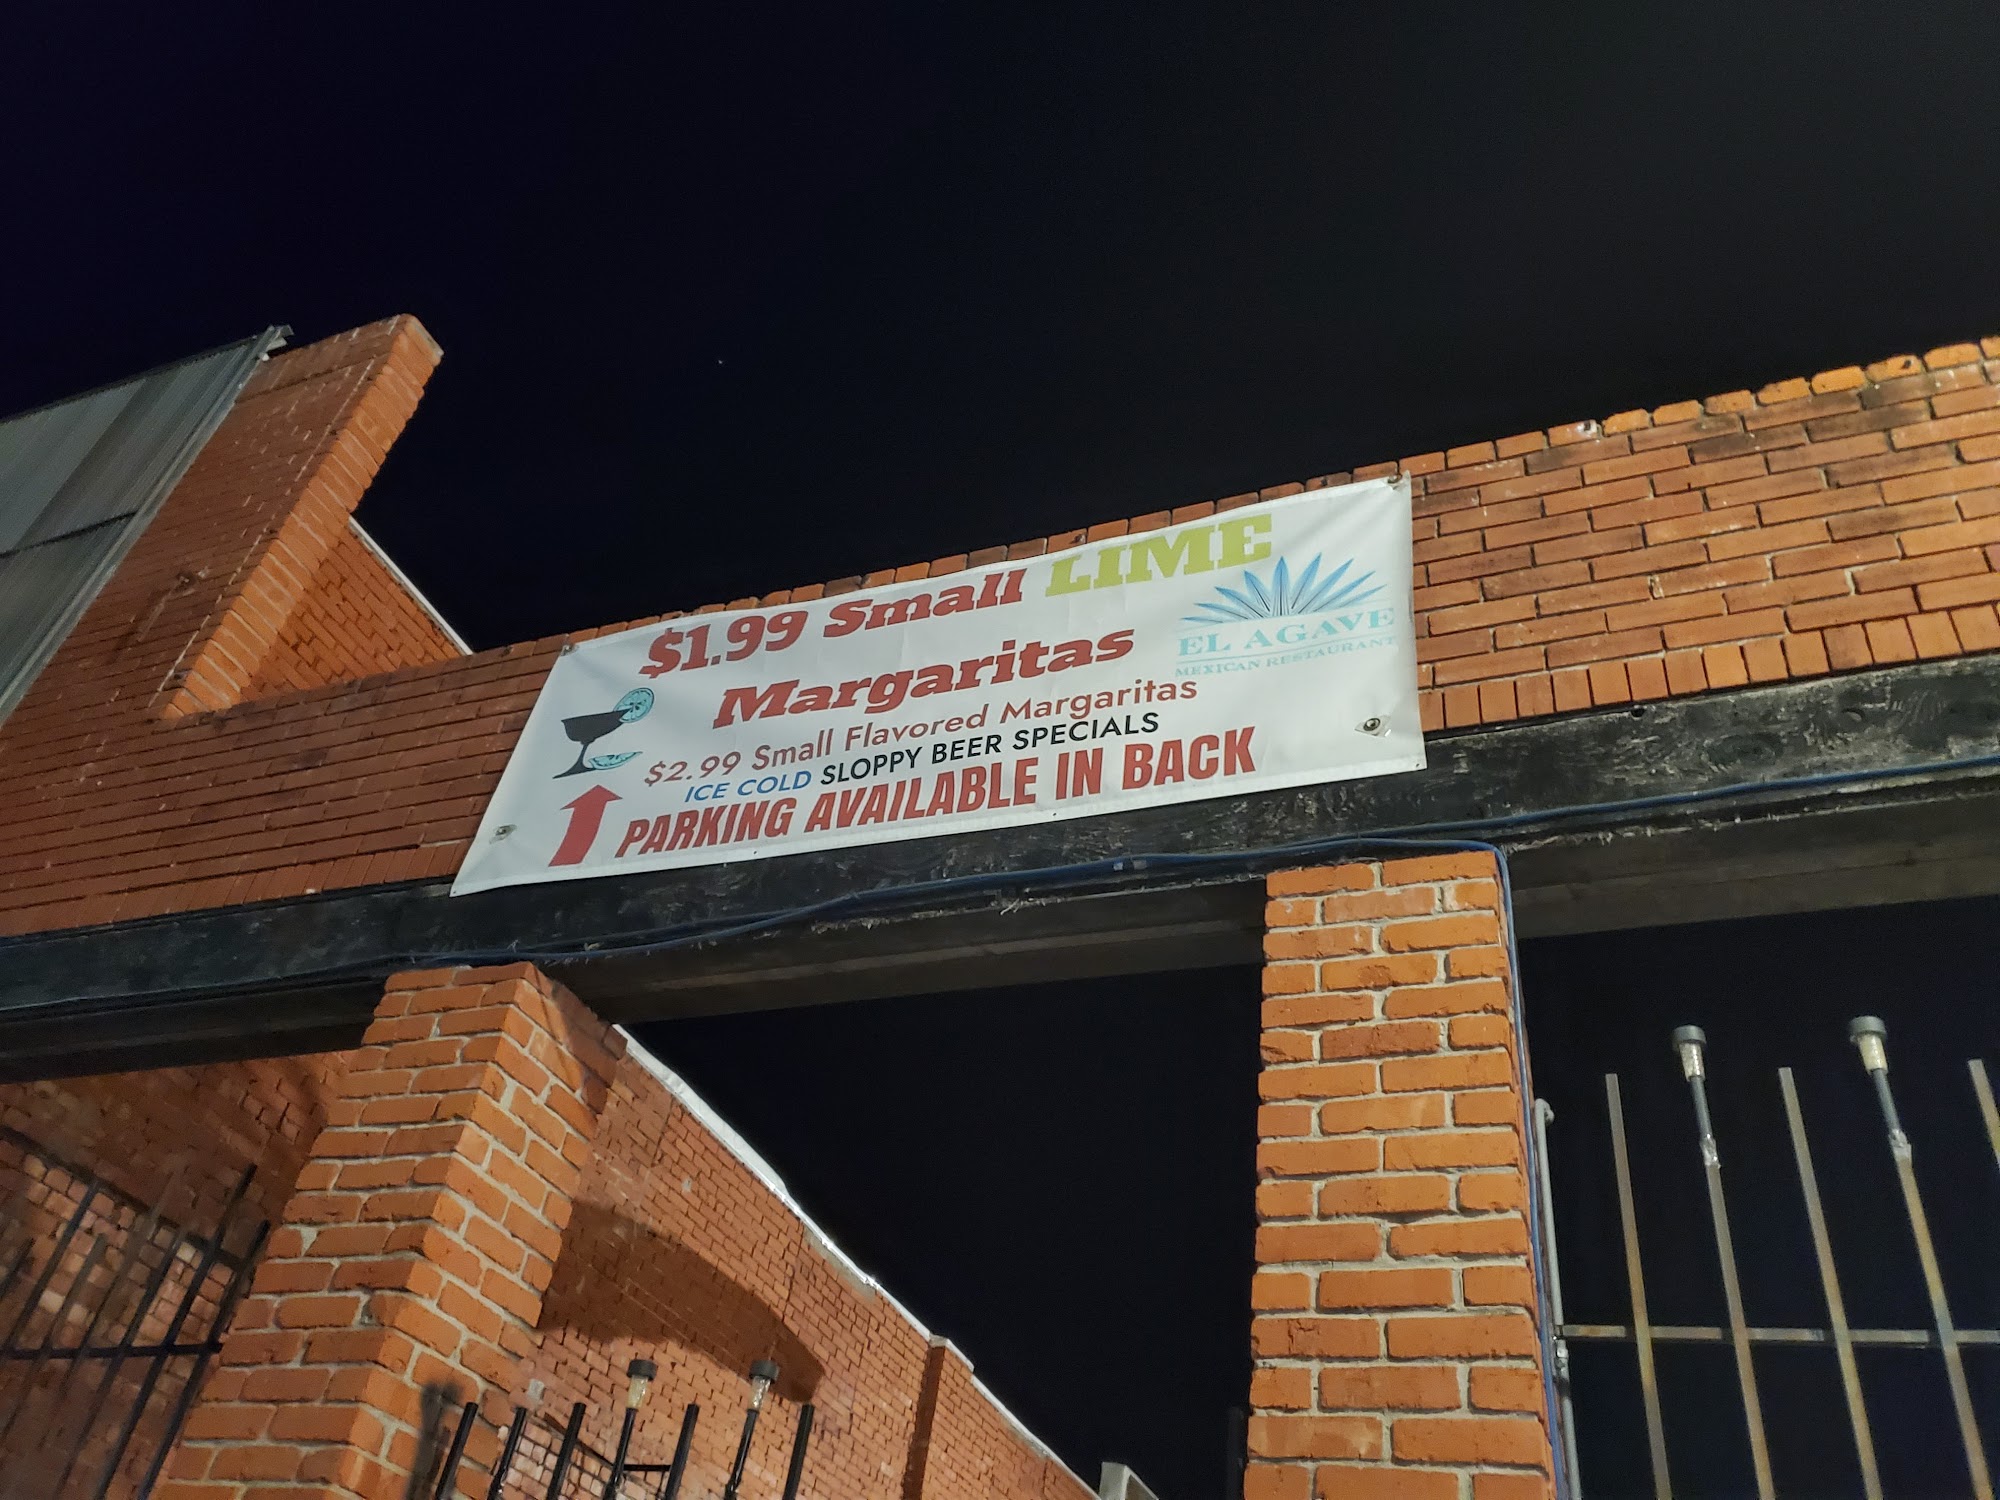 $1.99 Small LIME
Margaritas
$2.99 Small Flavored Margaritas
ICE COLD SLOPPY BEER SPECIALS
PARKING AVAILABLE IN BACK
EL AGAVE
MEXICAN RESTAURANT